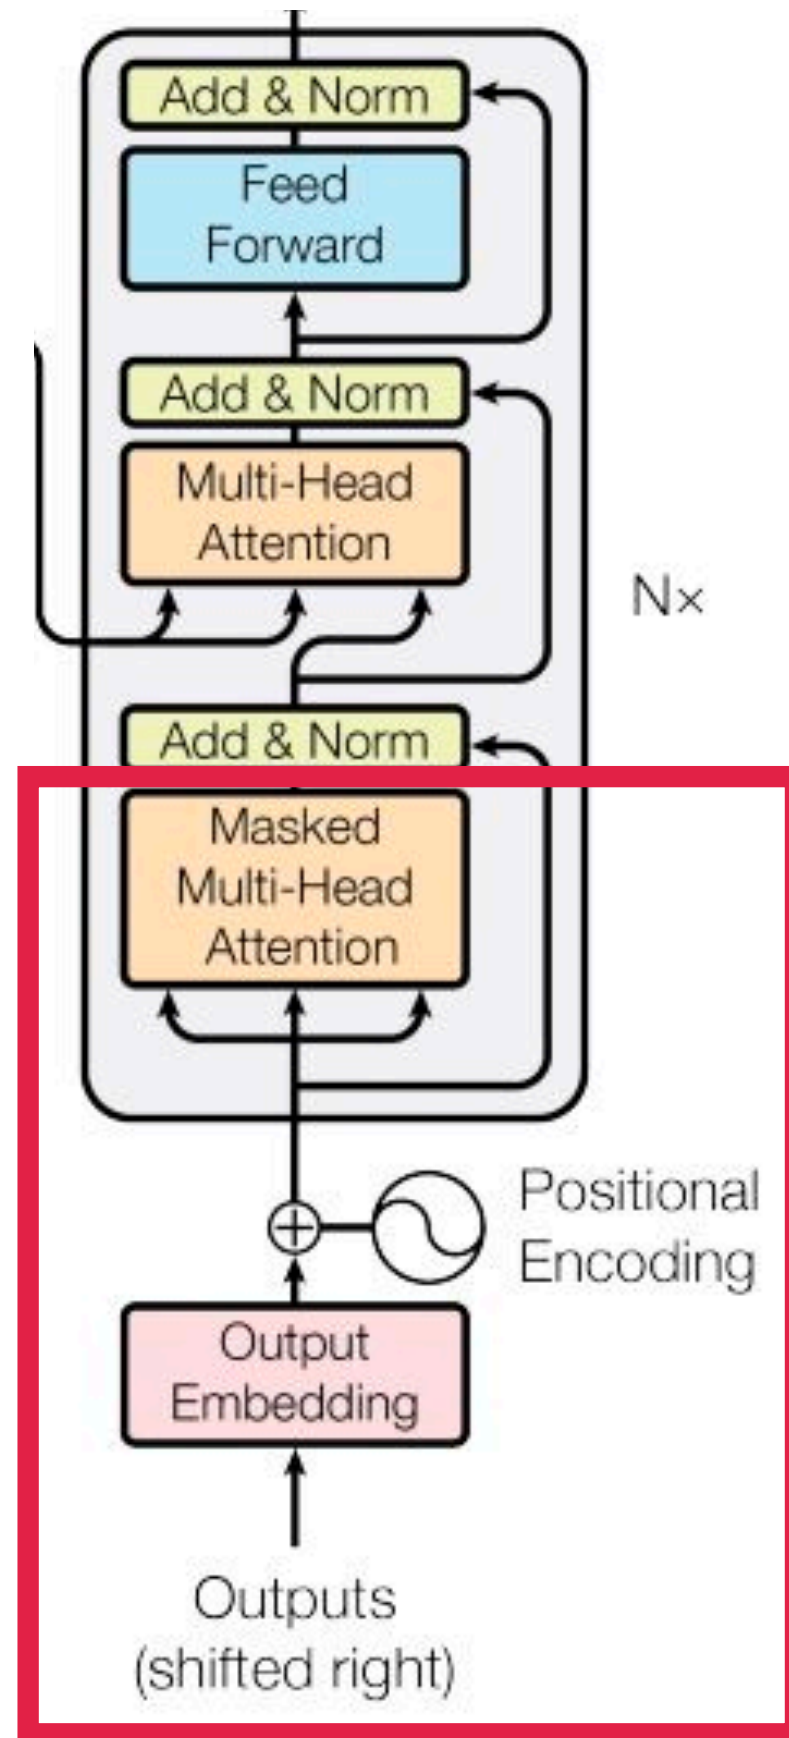 Add & Norm
Feed
Forward
Add & Norm
Multi-Head
Attention
N×
Add & Norm
Masked
Multi-Head
Attention
Positional
Encoding
Output
Embedding
Outputs
(shifted right)